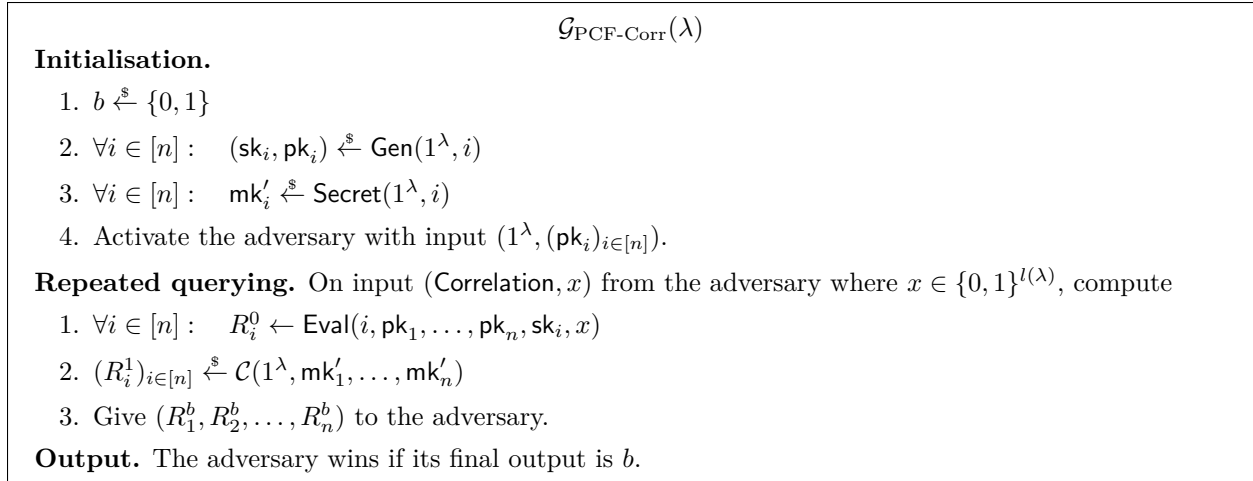 𝒢_PCF-Corr(λ)
Initialisation.
1. b ←$ {0, 1}
2. ∀i ∈ [n] : (sk_i, pk_i) ←$ Gen(1^λ, i)
3. ∀i ∈ [n] : mk′_i ←$ Secret(1^λ, i)
4. Activate the adversary with input (1^λ, (pk_i)_{i∈[n]}).
Repeated querying. On input (Correlation, x) from the adversary where x ∈ {0, 1}^{l(λ)}, compute
1. ∀i ∈ [n] : R_i^0 ← Eval(i, pk_1, . . . , pk_n, sk_i, x)
2. (R_i^1)_{i∈[n]} ←$ 𝒞(1^λ, mk′_1, . . . , mk′_n)
3. Give (R_1^b, R_2^b, . . . , R_n^b) to the adversary.
Output. The adversary wins if its final output is b.